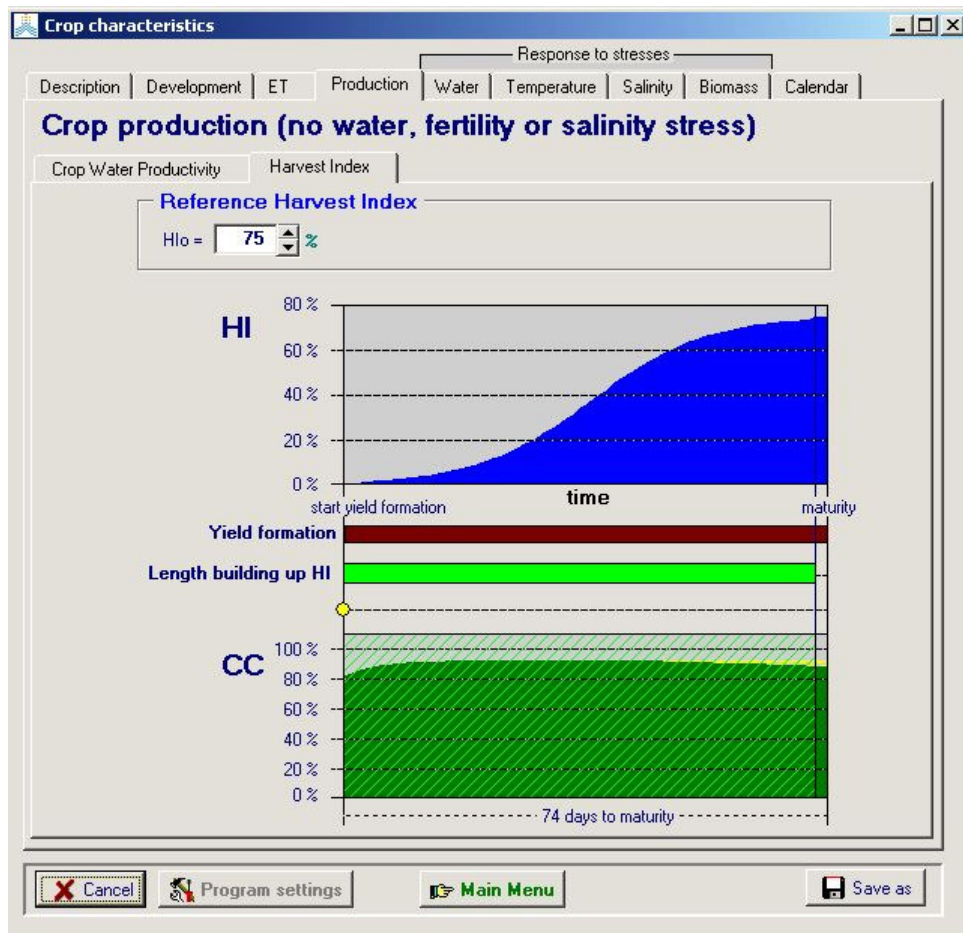 Crop characteristics
Response to stresses
Description Development ET Production Water Temperature Salinity Biomass Calendar
Crop production (no water, fertility or salinity stress)
Crop Water Productivity Harvest Index
Reference Harvest Index
HIo = 75 %
HI
80 %
60 %
40 %
20 %
0 %
time
start yield formation maturity
Yield formation
Length building up HI
CC
100 %
80 %
60 %
40 %
20 %
0 %
74 days to maturity
Cancel Program settings Main Menu Save as